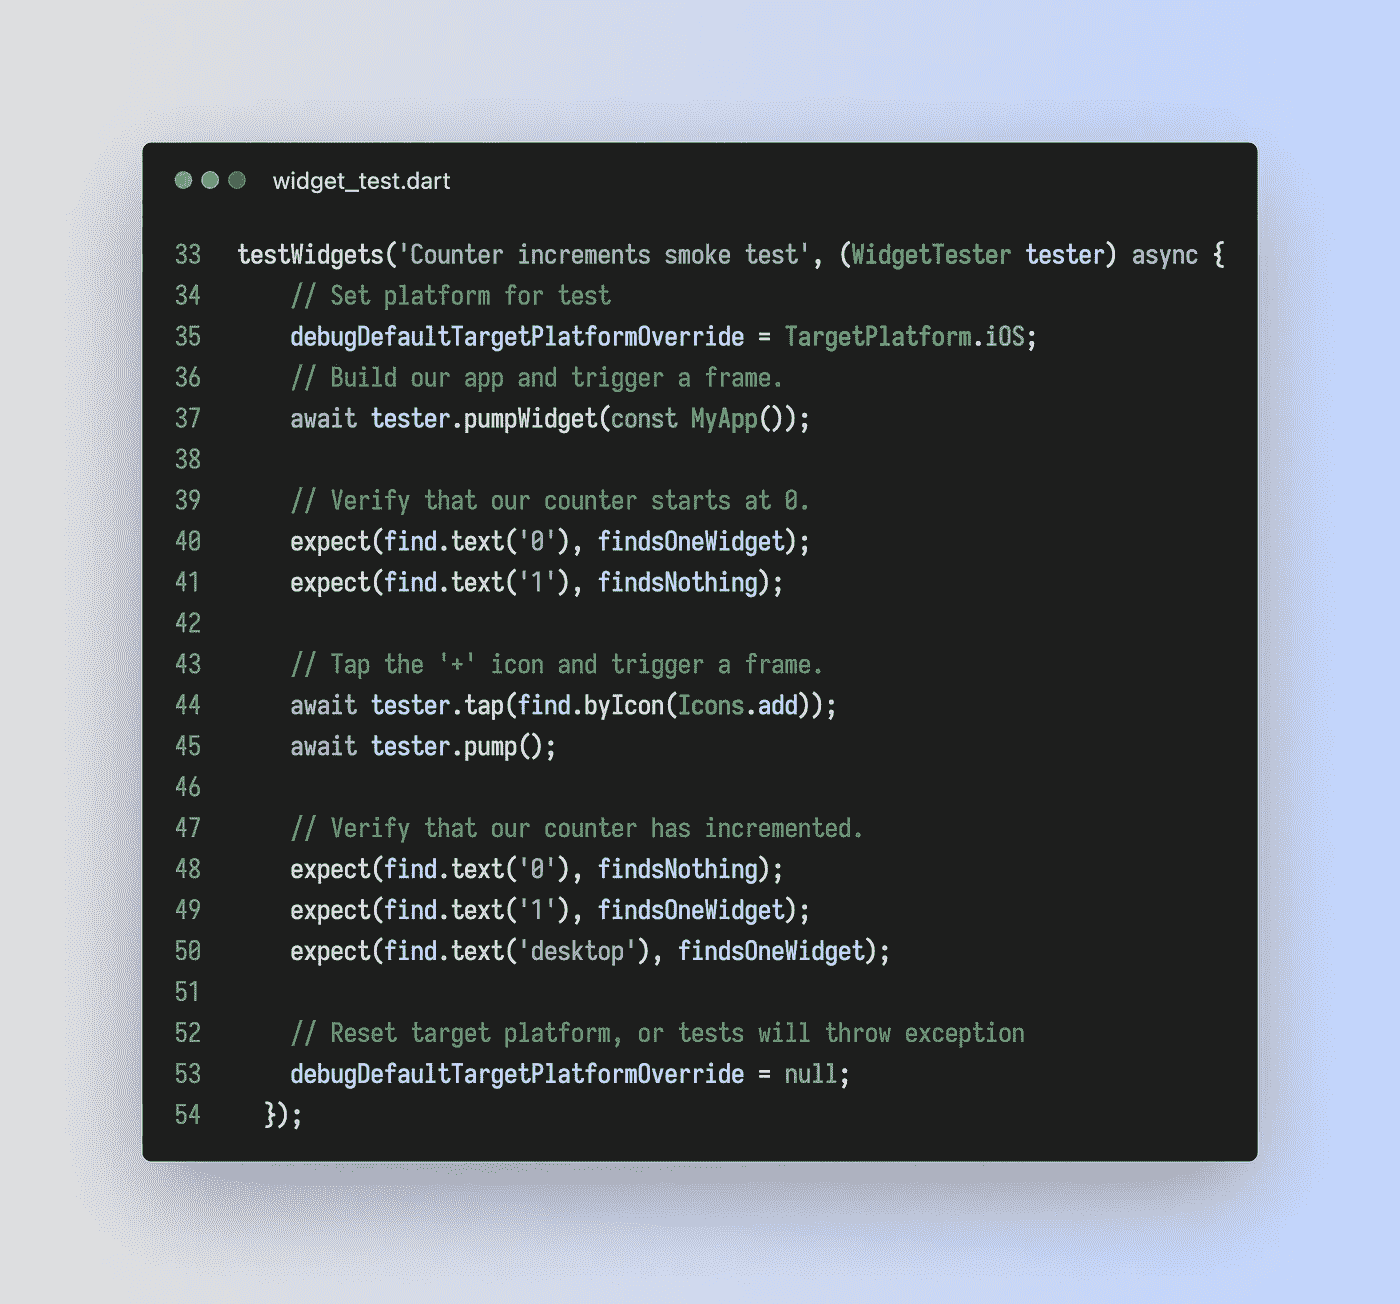 widget_test.dart
33 testWidgets('Counter increments smoke test', (WidgetTester tester) async {
34 // Set platform for test
35 debugDefaultTargetPlatformOverride = TargetPlatform.iOS;
36 // Build our app and trigger a frame.
37 await tester.pumpWidget(const MyApp());
38
39 // Verify that our counter starts at 0.
40 expect(find.text('0'), findsOneWidget);
41 expect(find.text('1'), findsNothing);
42
43 // Tap the '+' icon and trigger a frame.
44 await tester.tap(find.byIcon(Icons.add));
45 await tester.pump();
46
47 // Verify that our counter has incremented.
48 expect(find.text('0'), findsNothing);
49 expect(find.text('1'), findsOneWidget);
50 expect(find.text('desktop'), findsOneWidget);
51
52 // Reset target platform, or tests will throw exception
53 debugDefaultTargetPlatformOverride = null;
54 });